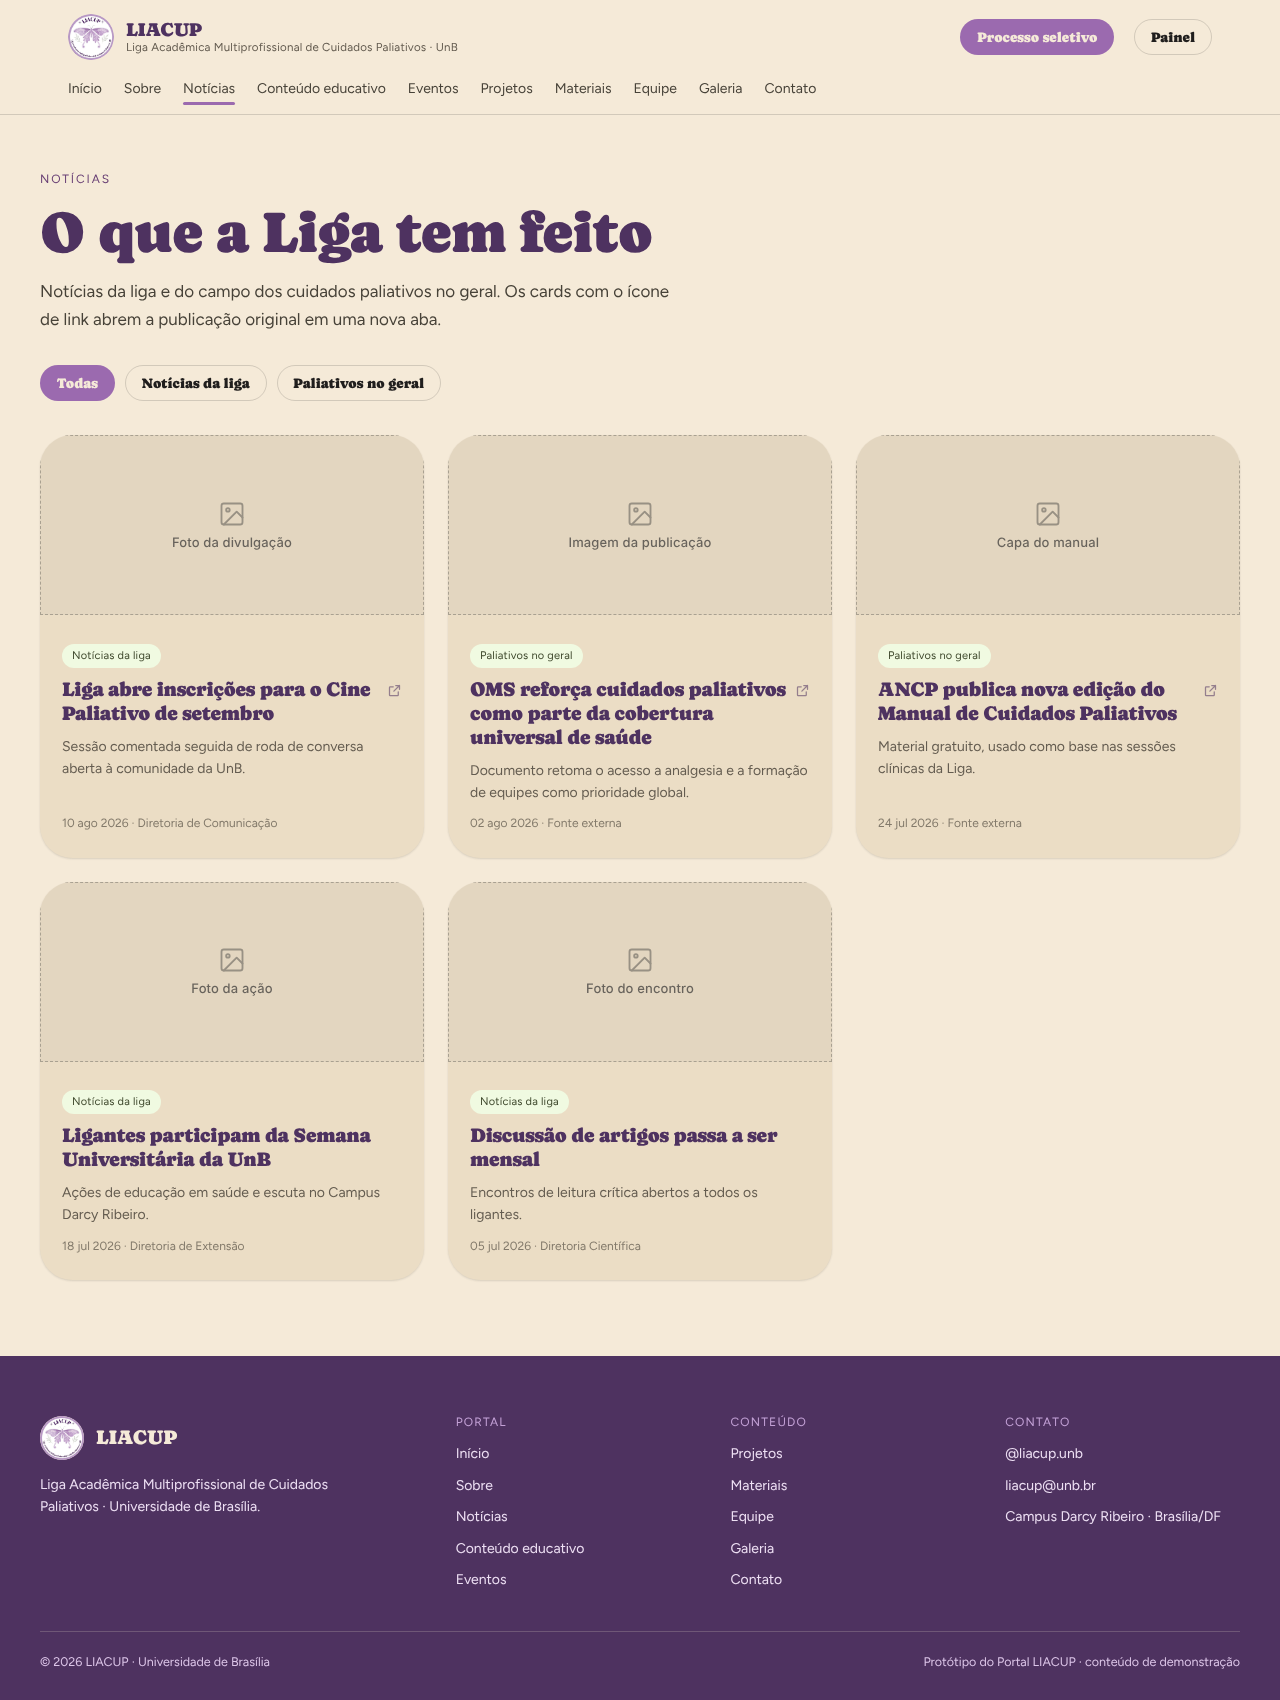 LIACUP
Liga Acadêmica Multiprofissional de Cuidados Paliativos · UnB
Processo seletivo
Painel
Início
Sobre
Notícias
Conteúdo educativo
Eventos
Projetos
Materiais
Equipe
Galeria
Contato
NOTÍCIAS
O que a Liga tem feito
Notícias da liga e do campo dos cuidados paliativos no geral. Os cards com o ícone
de link abrem a publicação original em uma nova aba.
Todas
Notícias da liga
Paliativos no geral
Foto da divulgação
Notícias da liga
Liga abre inscrições para o Cine
Paliativo de setembro
Sessão comentada seguida de roda de conversa
aberta à comunidade da UnB.
10 ago 2026 · Diretoria de Comunicação
Imagem da publicação
Paliativos no geral
OMS reforça cuidados paliativos
como parte da cobertura
universal de saúde
Documento retoma o acesso a analgesia e a formação
de equipes como prioridade global.
02 ago 2026 · Fonte externa
Capa do manual
Paliativos no geral
ANCP publica nova edição do
Manual de Cuidados Paliativos
Material gratuito, usado como base nas sessões
clínicas da Liga.
24 jul 2026 · Fonte externa
Foto da ação
Notícias da liga
Ligantes participam da Semana
Universitária da UnB
Ações de educação em saúde e escuta no Campus
Darcy Ribeiro.
18 jul 2026 · Diretoria de Extensão
Foto do encontro
Notícias da liga
Discussão de artigos passa a ser
mensal
Encontros de leitura crítica abertos a todos os
ligantes.
05 jul 2026 · Diretoria Científica
LIACUP
Liga Acadêmica Multiprofissional de Cuidados
Paliativos · Universidade de Brasília.
PORTAL
Início
Sobre
Notícias
Conteúdo educativo
Eventos
CONTEÚDO
Projetos
Materiais
Equipe
Galeria
Contato
CONTATO
@liacup.unb
liacup@unb.br
Campus Darcy Ribeiro · Brasília/DF
© 2026 LIACUP · Universidade de Brasília
Protótipo do Portal LIACUP · conteúdo de demonstração